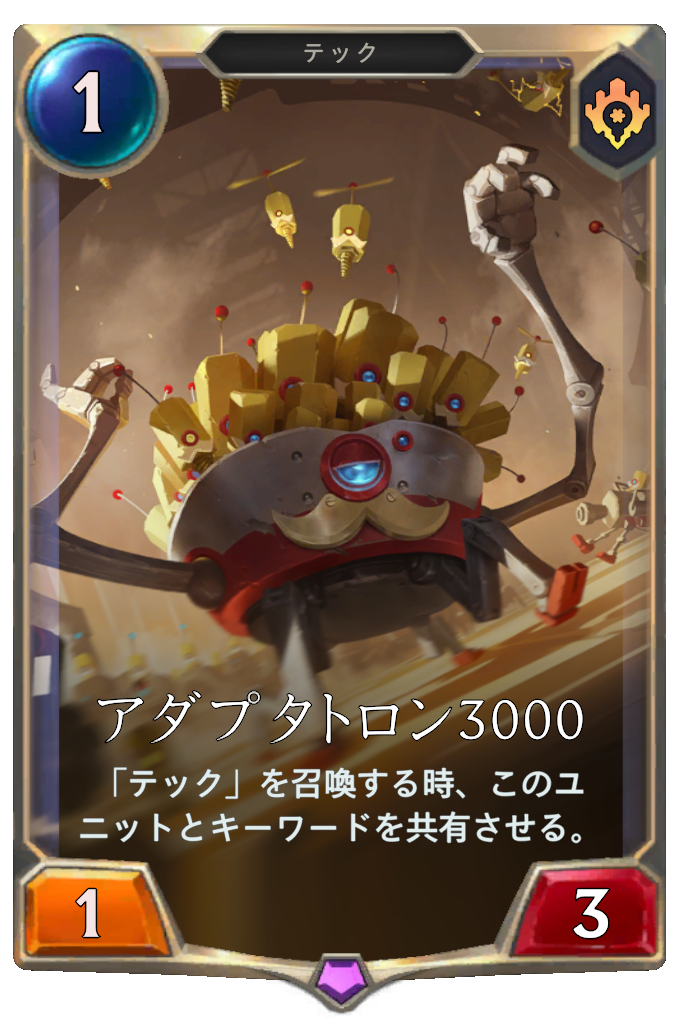 1
テック
アダプタトロン3000
「テック」を召喚する時、このユ
ニットとキーワードを共有させる。
1
3